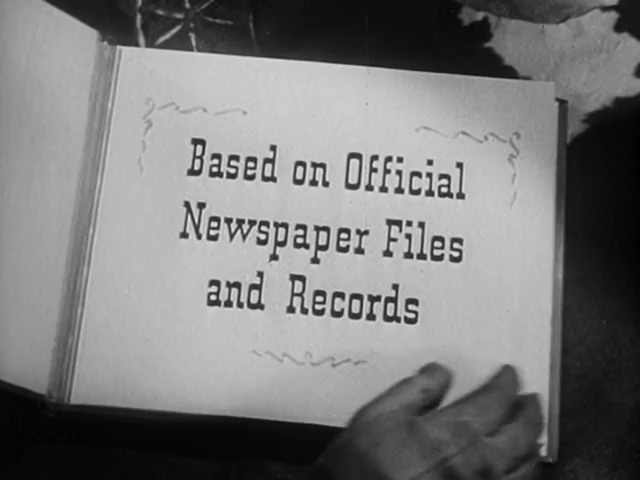 Based on Official
Newspaper Files
and Records